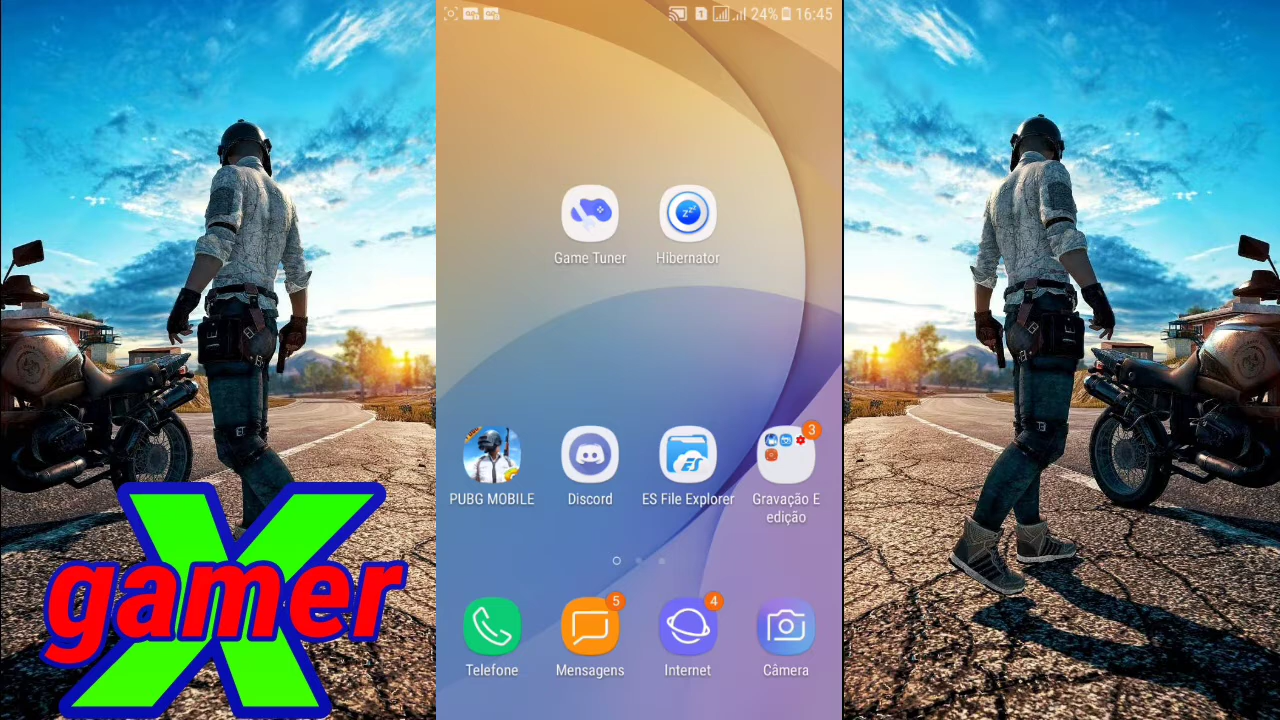 24% 16:45
Game Tuner Hibernator
PUBG MOBILE Discord ES File Explorer Gravação E
edição
3
5
4
Telefone Mensagens Internet Câmera
X
gamer